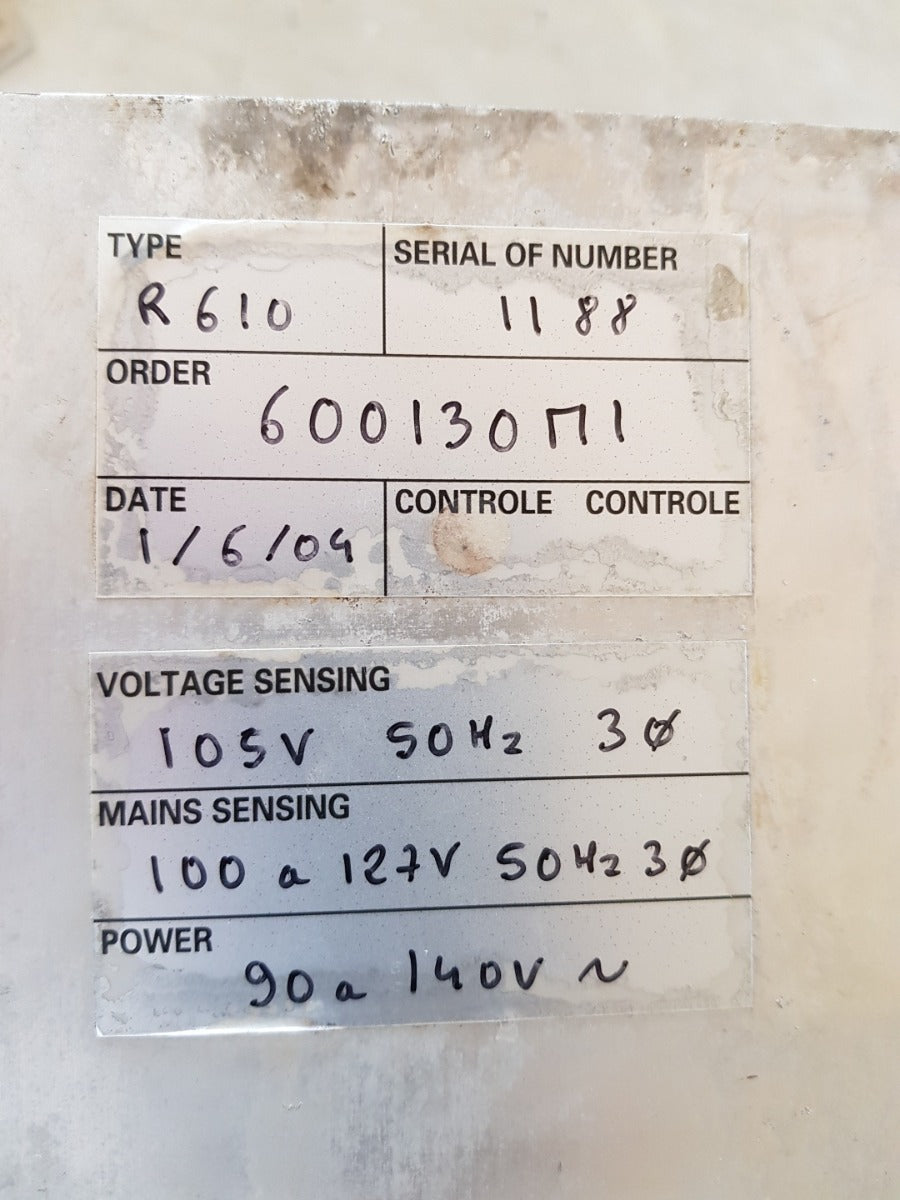 TYPE
SERIAL OF NUMBER
R610
1188
ORDER
600130M1
DATE
CONTROLE CONTROLE
1/6/04
VOLTAGE SENSING
105V 50Hz 3Ø
MAINS SENSING
100 a 127V 50Hz 3Ø
POWER
90 a 140V ~